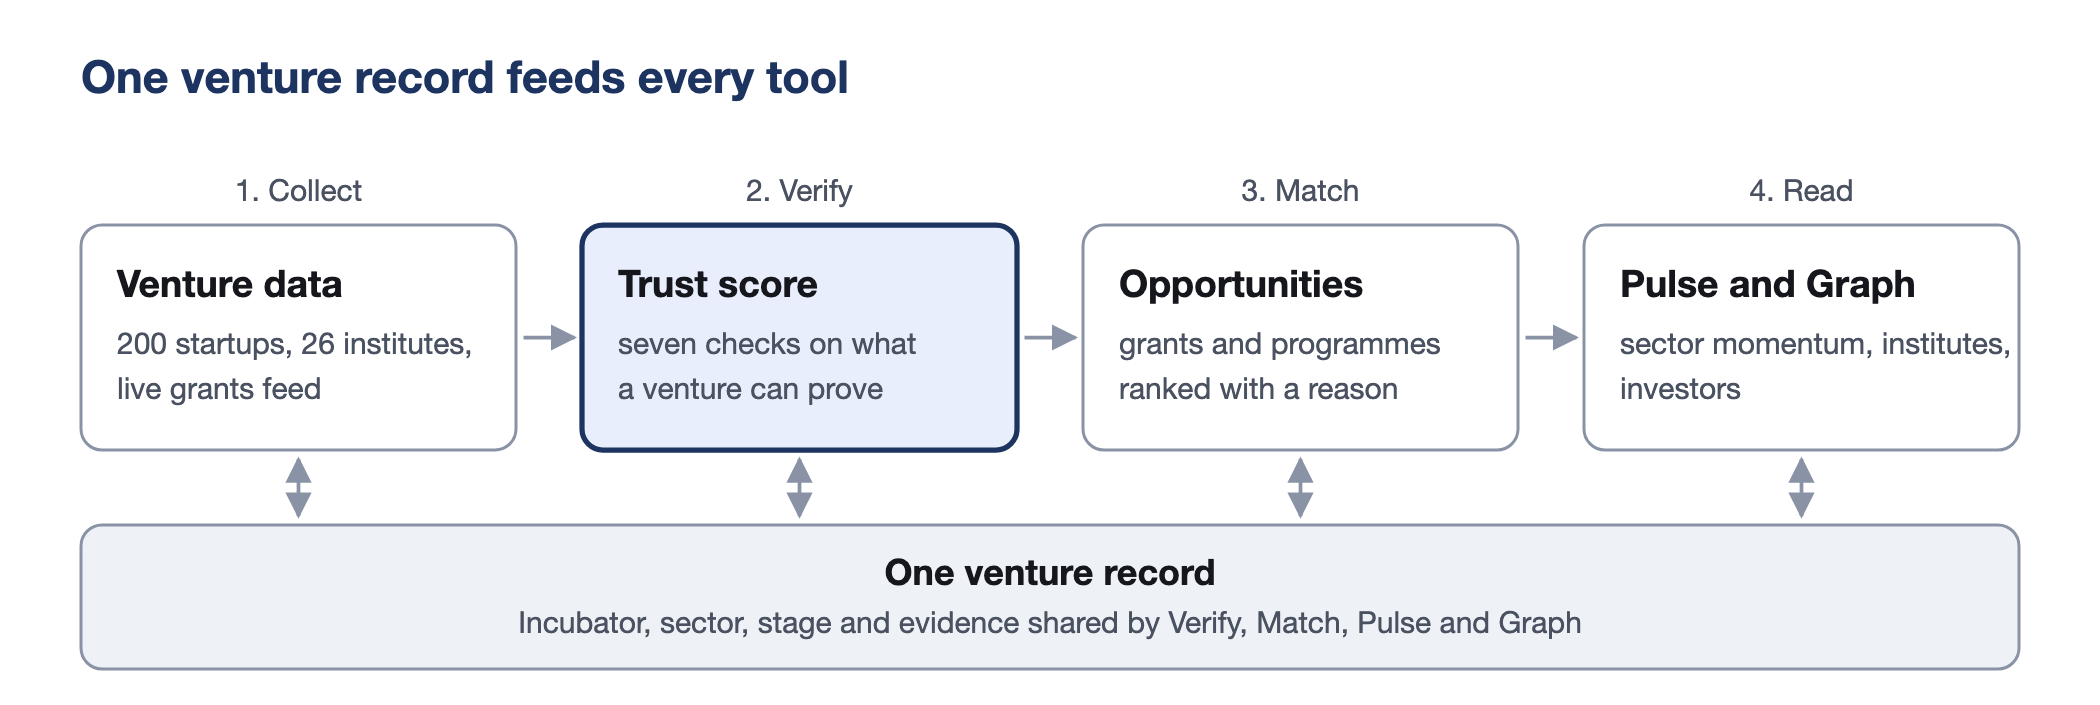 One venture record feeds every tool
1. Collect
Venture data
200 startups, 26 institutes,
live grants feed
2. Verify
Trust score
seven checks on what
a venture can prove
3. Match
Opportunities
grants and programmes
ranked with a reason
4. Read
Pulse and Graph
sector momentum, institutes,
investors
One venture record
Incubator, sector, stage and evidence shared by Verify, Match, Pulse and Graph